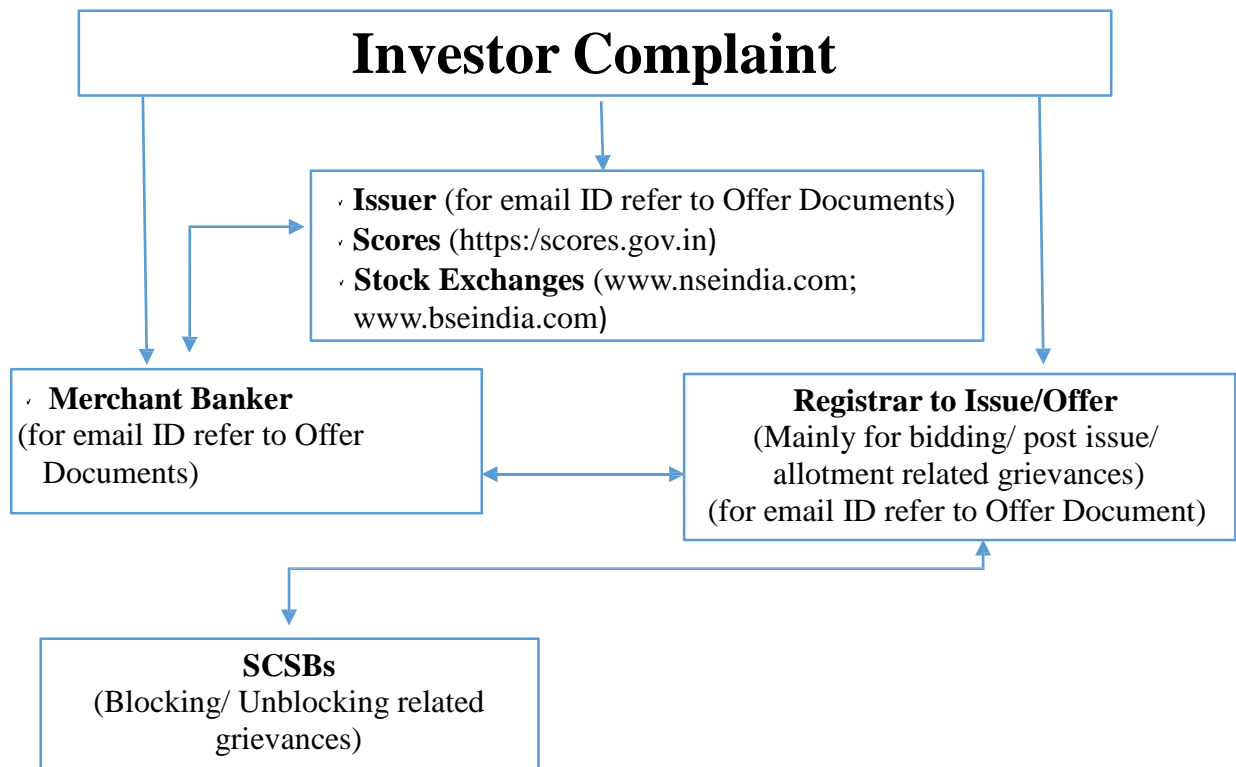 Investor Complaint
✓ Issuer (for email ID refer to Offer Documents)
✓ Scores (https:/scores.gov.in)
✓ Stock Exchanges (www.nseindia.com;
www.bseindia.com)
✓ Merchant Banker
(for email ID refer to Offer
Documents)
Registrar to Issue/Offer
(Mainly for bidding/ post issue/
allotment related grievances)
(for email ID refer to Offer Document)
SCSBs
(Blocking/ Unblocking related
grievances)